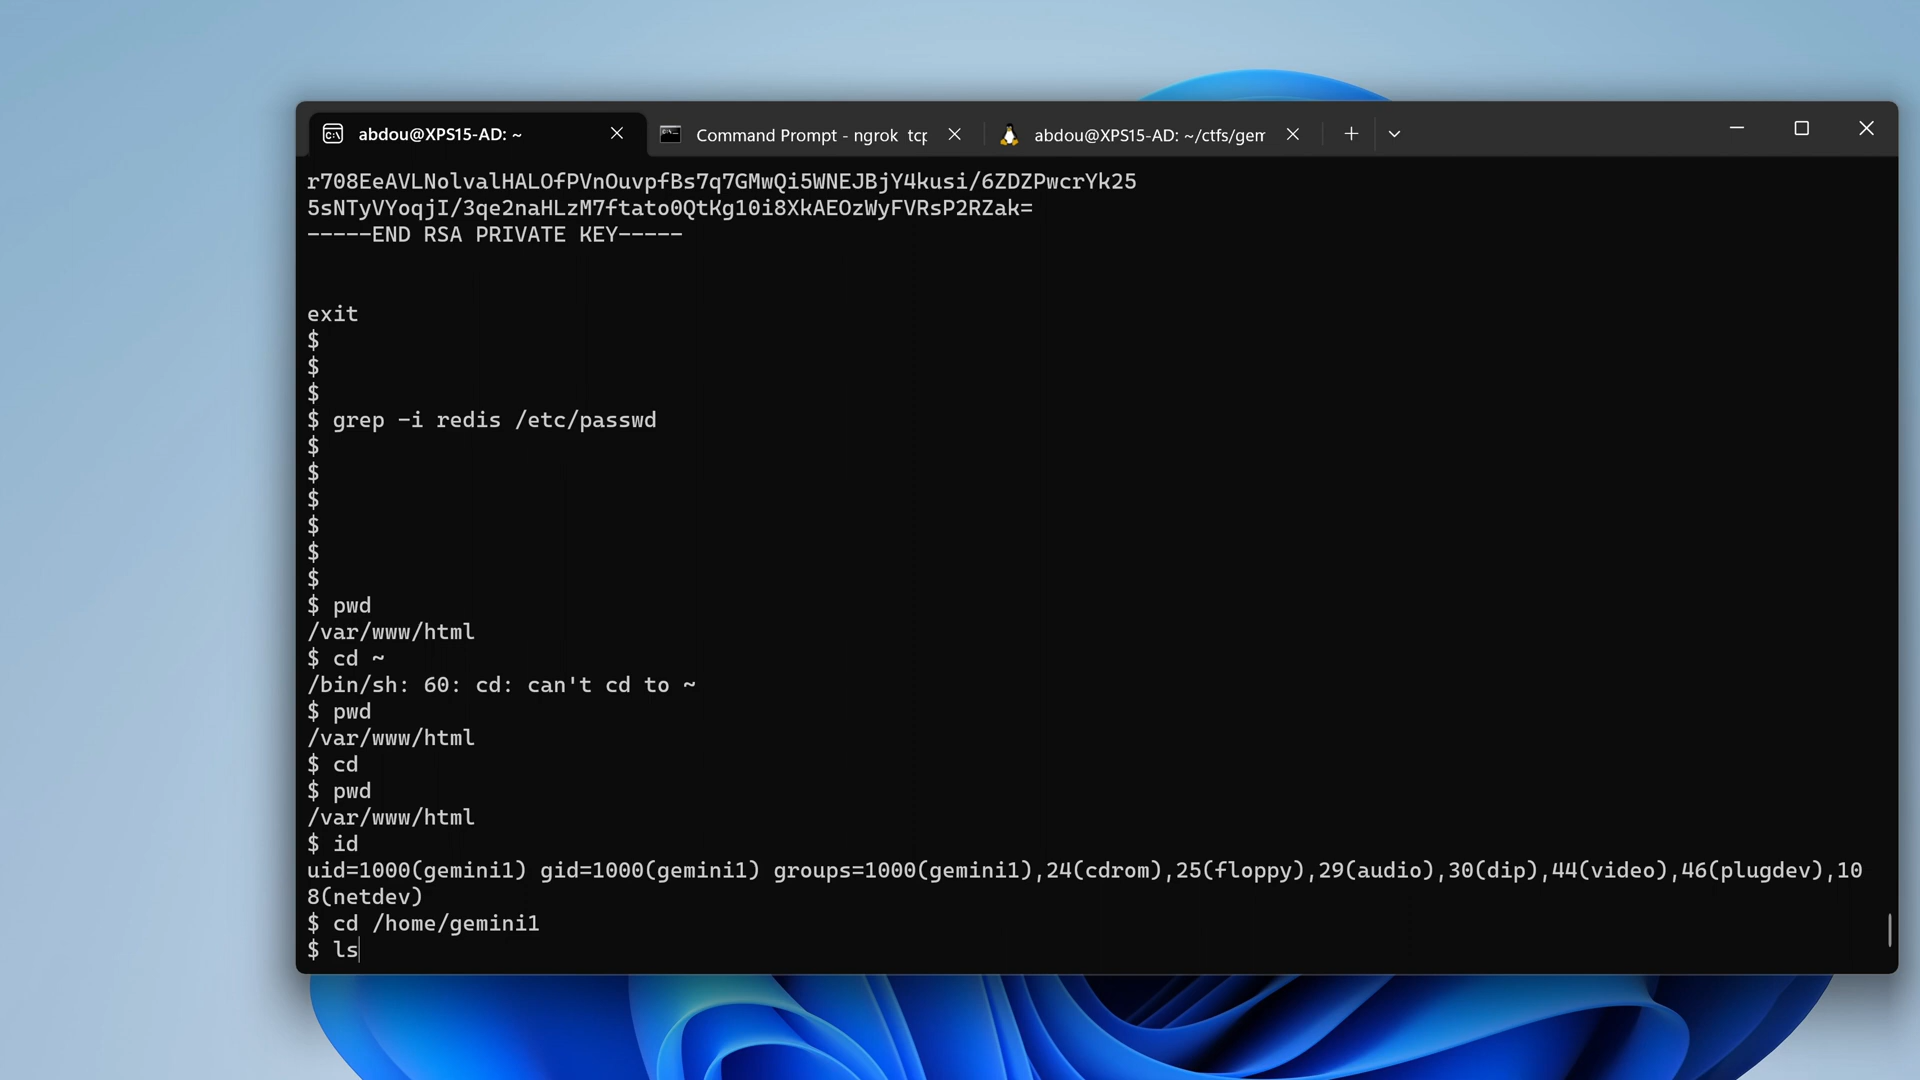 abdou@XPS15-AD: ~
Command Prompt - ngrok tcp
abdou@XPS15-AD: ~/ctfs/gem
r708EeAVLNolvalHALOfPVnOuvpfBs7q7GMwQi5WNEJBjY4kusi/6ZDZPwcrYk25
5sNTyVYoqjI/3qe2naHLzM7ftato0QtKg10i8XkAEOzWyFVRsP2RZak=
-----END RSA PRIVATE KEY-----
exit
$
$
$
$ grep -i redis /etc/passwd
$
$
$
$
$
$
$ pwd
/var/www/html
$ cd ~
/bin/sh: 60: cd: can't cd to ~
$ pwd
/var/www/html
$ cd
$ pwd
/var/www/html
$ id
uid=1000(gemini1) gid=1000(gemini1) groups=1000(gemini1),24(cdrom),25(floppy),29(audio),30(dip),44(video),46(plugdev),10
8(netdev)
$ cd /home/gemini1
$ ls